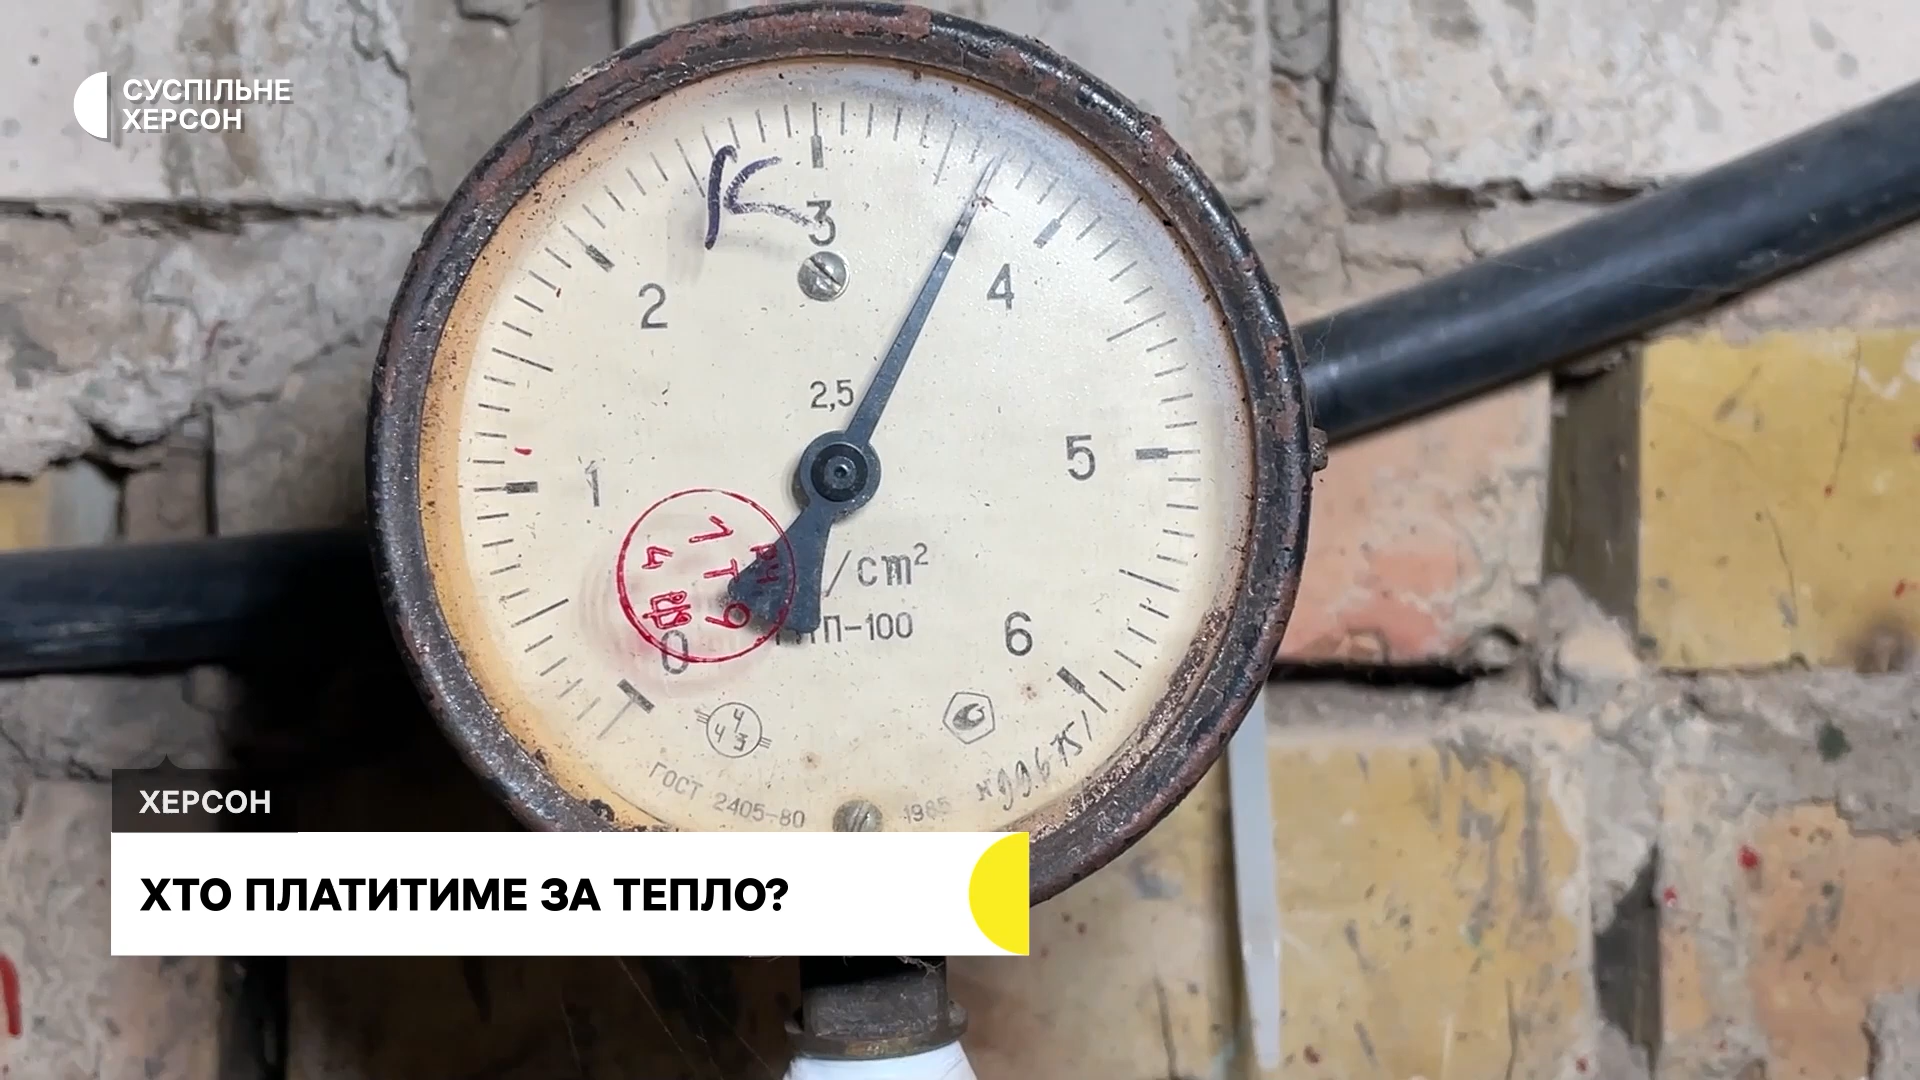 СУСПІЛЬНЕ
ХЕРСОН
К
3
2
4
2,5
1
5
/cm²
П-100
0
6
ГОСТ 2405-80
ХЕРСОН
ХТО ПЛАТИТИМЕ ЗА ТЕПЛО?